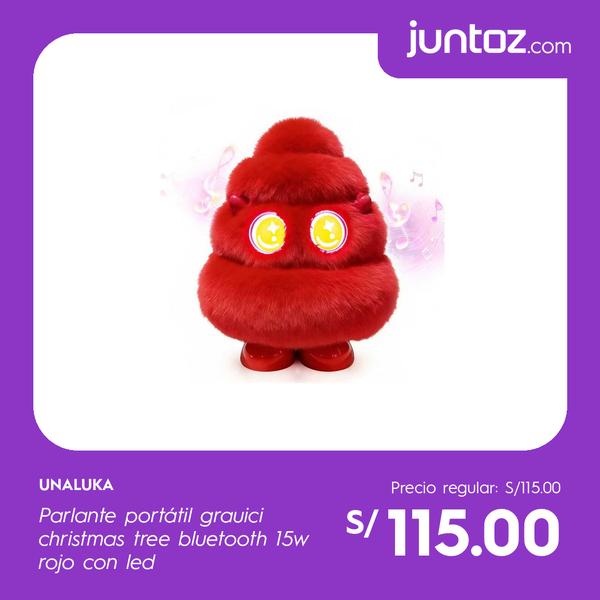 juntoz.com
UNALUKA
Parlante portátil grauici
christmas tree bluetooth 15w
rojo con led
Precio regular: S/115.00
S/ 115.00